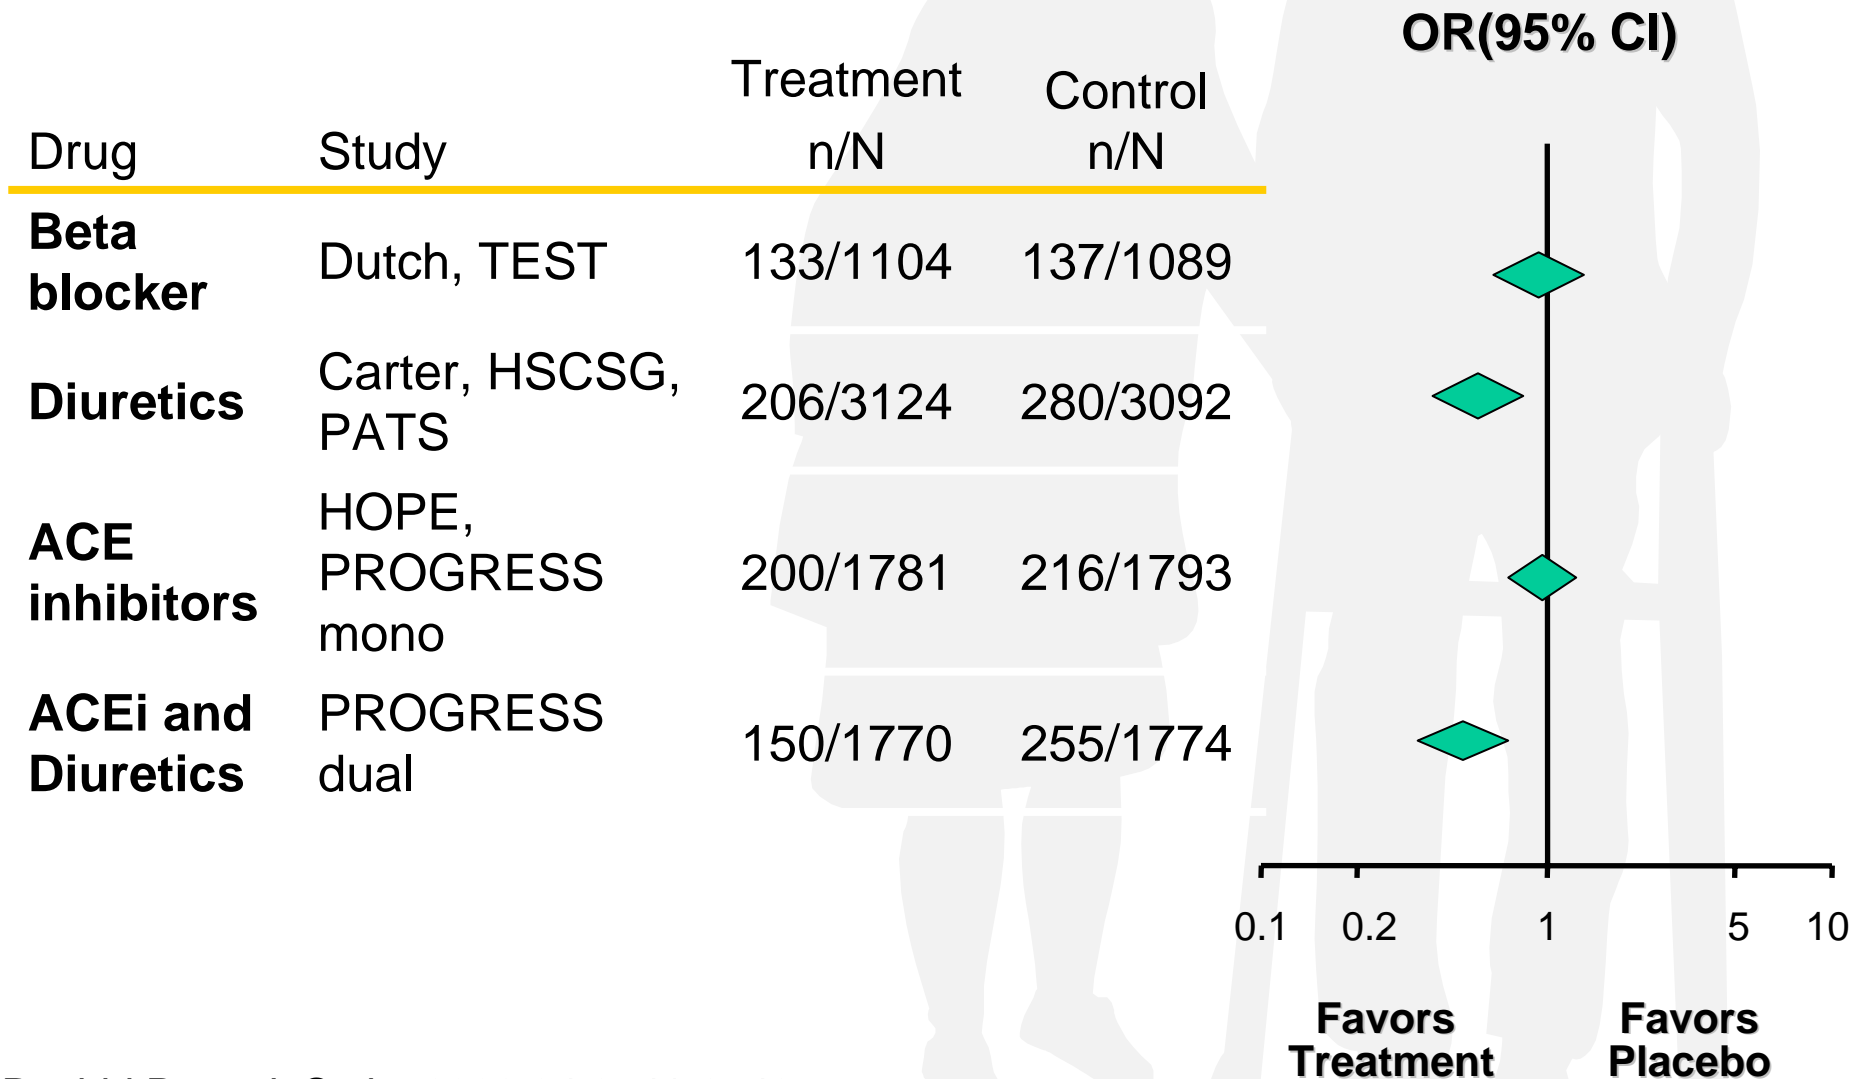 OR(95% CI)
Treatment
Control
Drug Study n/N n/N
Beta
blocker
Dutch, TEST 133/1104 137/1089
Diuretics
Carter, HSCSG,
PATS
206/3124 280/3092
ACE
inhibitors
HOPE,
PROGRESS
mono
200/1781 216/1793
ACEi and
Diuretics
PROGRESS
dual
150/1770 255/1774
0.1 0.2 1 5 10
Favors
Treatment
Favors
Placebo